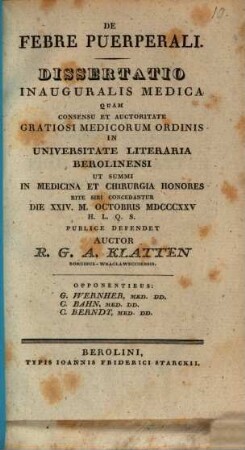 10.
DE
FEBRE PUERPERALI.
DISSERTATIO
INAUGURALIS MEDICA
QUAM
CONSENSU ET AUCTORITATE
GRATIOSI MEDICORUM ORDINIS
IN
UNIVERSITATE LITERARIA
BEROLINENSI
UT SUMMI
IN MEDICINA ET CHIRURGIA HONORES
RITE SIBI CONCEDANTUR
DIE XXIV. M. OCTOBRIS MDCCCXXV
H. L. Q. S.
PUBLICE DEFENDET
AUCTOR
R. G. A. KLATTEN
OPPONENTIBUS:
G. WERNHER, MED. DD.
C. BAHN, MED. DD.
C. BERNDT, MED. DD.
BEROLINI,
TYPIS IOANNIS FRIDERICI STARCKII.